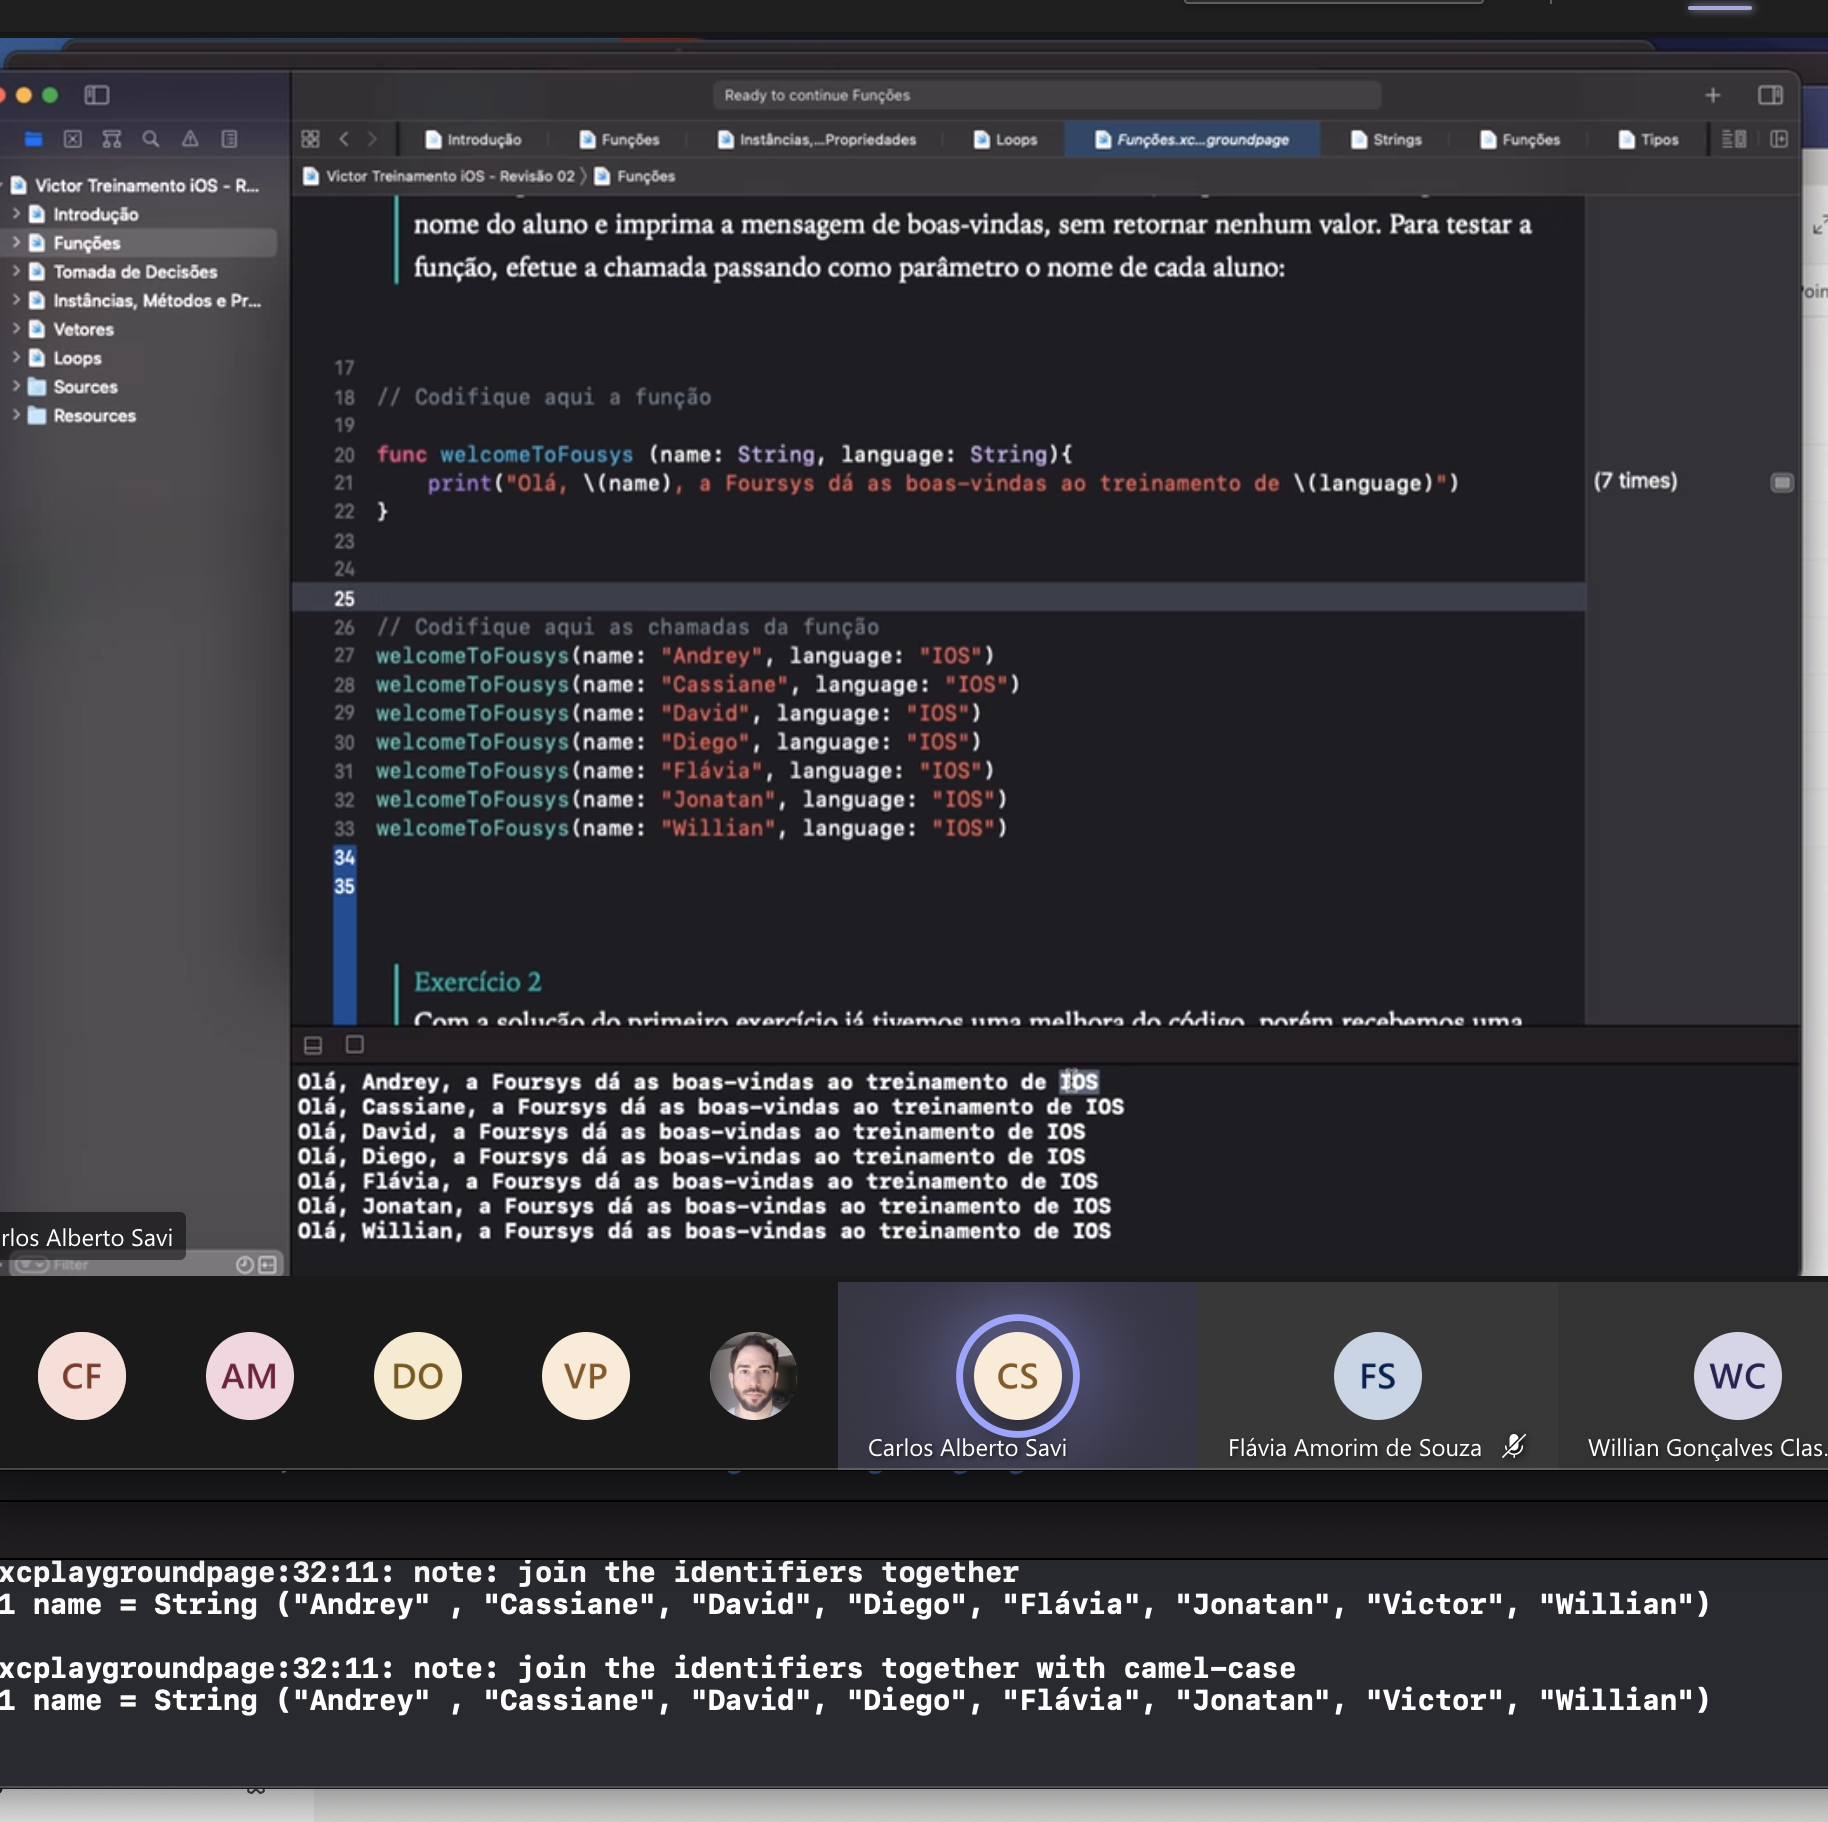 Ready to continue Funções
Introdução
Funções
Instâncias,...Propriedades
Loops
Funções.xc...groundpage
Strings
Funções
Tipos
Victor Treinamento iOS - Revisão 02 〉 Funções
Victor Treinamento iOS - R...
Introdução
Funções
Tomada de Decisões
Instâncias, Métodos e Pr...
Vetores
Loops
Sources
Resources
Filter
nome do aluno e imprima a mensagem de boas-vindas, sem retornar nenhum valor. Para testar a
função, efetue a chamada passando como parâmetro o nome de cada aluno:
17
18 // Codifique aqui a função
19
20 func welcomeToFousys (name: String, language: String){
21 print("Olá, \(name), a Foursys dá as boas-vindas ao treinamento de \(language)")
(7 times)
22 }
23
24
25
26 // Codifique aqui as chamadas da função
27 welcomeToFousys(name: "Andrey", language: "IOS")
28 welcomeToFousys(name: "Cassiane", language: "IOS")
29 welcomeToFousys(name: "David", language: "IOS")
30 welcomeToFousys(name: "Diego", language: "IOS")
31 welcomeToFousys(name: "Flávia", language: "IOS")
32 welcomeToFousys(name: "Jonatan", language: "IOS")
33 welcomeToFousys(name: "Willian", language: "IOS")
34
35
Exercício 2
Com a solução do primeiro exercício já tivemos uma melhora do código, porém recebemos uma
Olá, Andrey, a Foursys dá as boas-vindas ao treinamento de IOS
Olá, Cassiane, a Foursys dá as boas-vindas ao treinamento de IOS
Olá, David, a Foursys dá as boas-vindas ao treinamento de IOS
Olá, Diego, a Foursys dá as boas-vindas ao treinamento de IOS
Olá, Flávia, a Foursys dá as boas-vindas ao treinamento de IOS
Olá, Jonatan, a Foursys dá as boas-vindas ao treinamento de IOS
Olá, Willian, a Foursys dá as boas-vindas ao treinamento de IOS
rlos Alberto Savi
CF
AM
DO
VP
CS
FS
WC
Carlos Alberto Savi
Flávia Amorim de Souza
Willian Gonçalves Clas...
xcplaygroundpage:32:11: note: join the identifiers together
1 name = String ("Andrey" , "Cassiane", "David", "Diego", "Flávia", "Jonatan", "Victor", "Willian")
xcplaygroundpage:32:11: note: join the identifiers together with camel-case
1 name = String ("Andrey" , "Cassiane", "David", "Diego", "Flávia", "Jonatan", "Victor", "Willian")